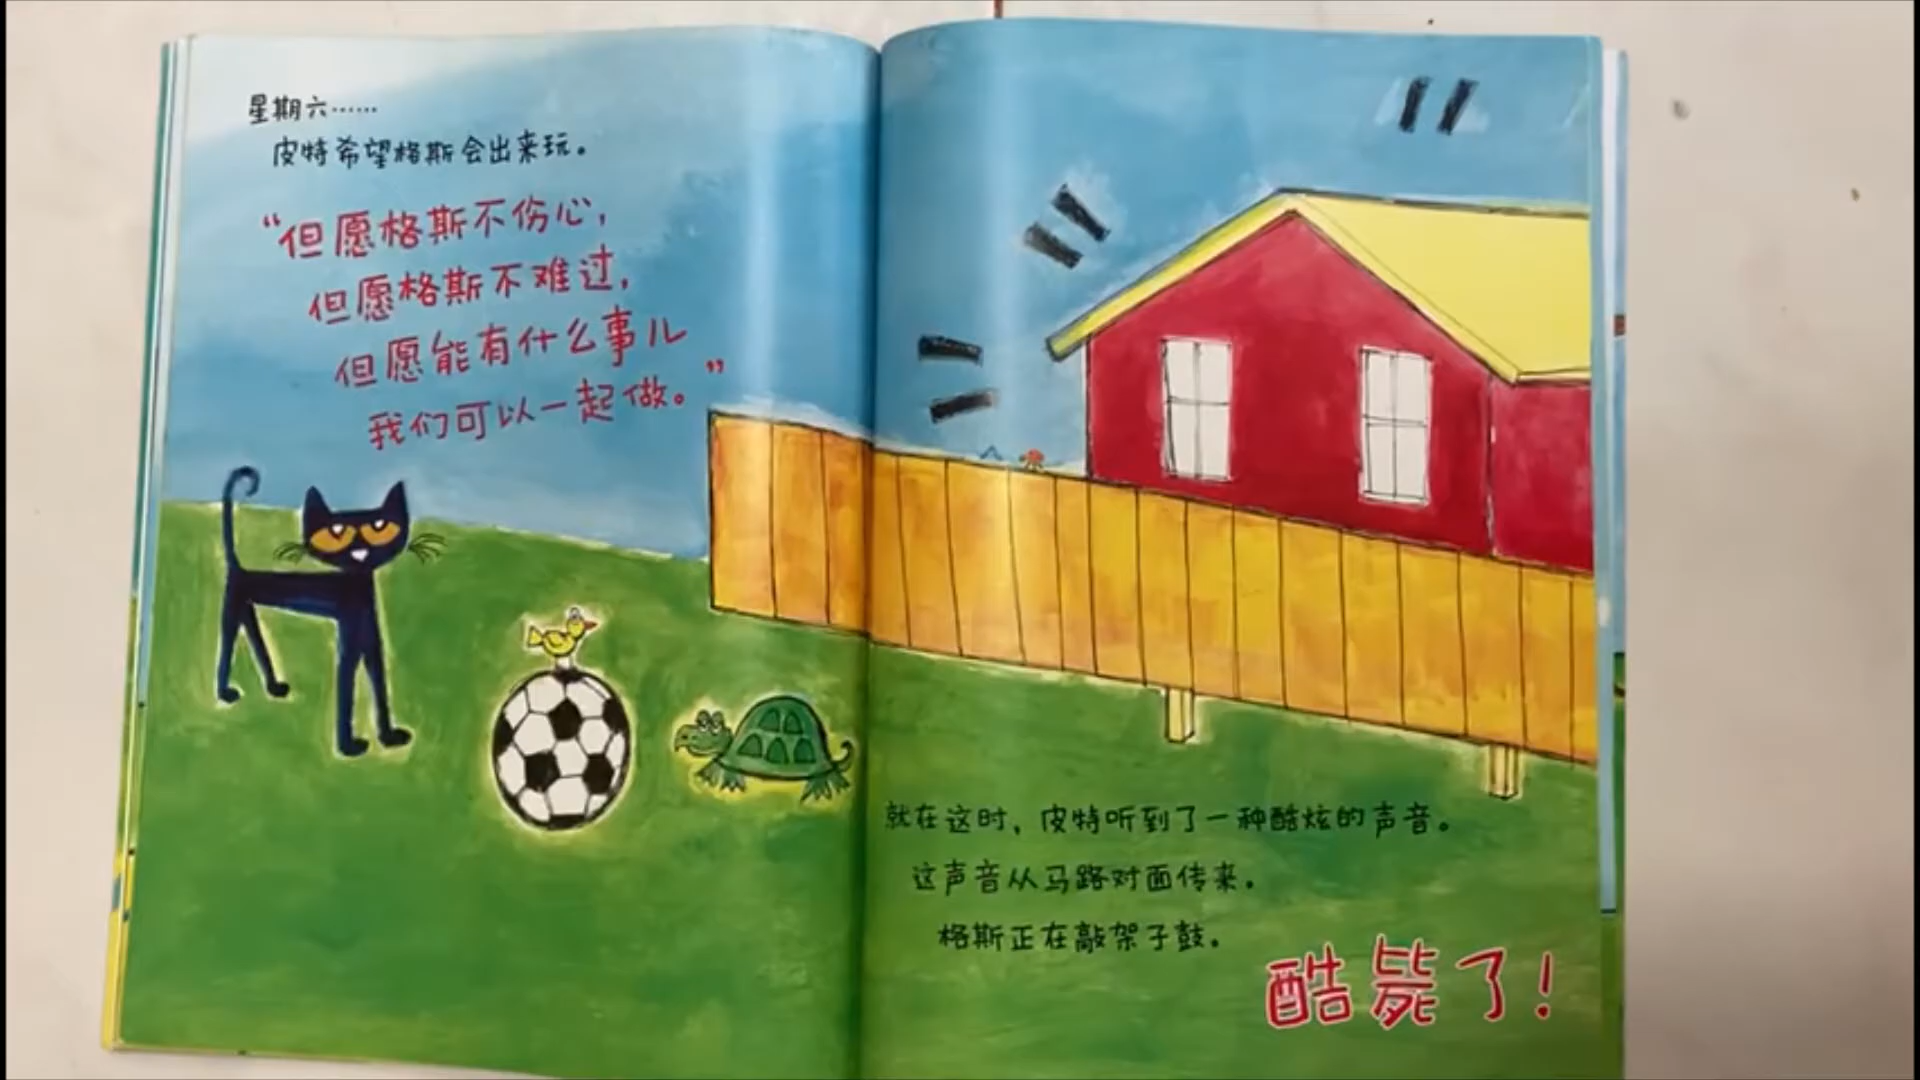 星期六……
皮特希望格斯会出来玩。
“但愿格斯不伤心，
但愿格斯不难过，
但愿能有什么事儿
我们可以一起做。”
就在这时，皮特听到了一种酷炫的声音。
这声音从马路对面传来。
格斯正在敲架子鼓。
酷毙了！